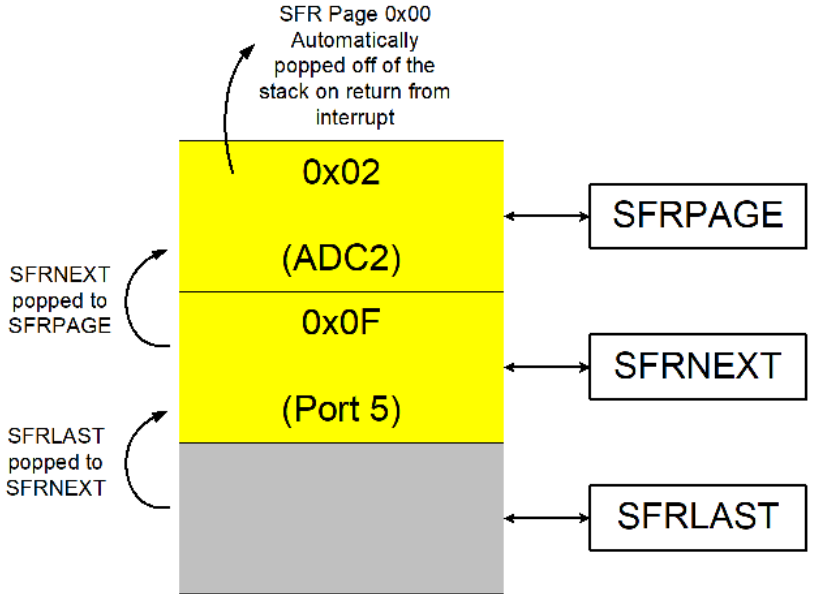 SFR Page 0x00
Automatically
popped off of the
stack on return from
interrupt
0x02
(ADC2)
SFRPAGE
SFRNEXT
popped to
SFRPAGE
0x0F
(Port 5)
SFRNEXT
SFRLAST
popped to
SFRNEXT
SFRLAST